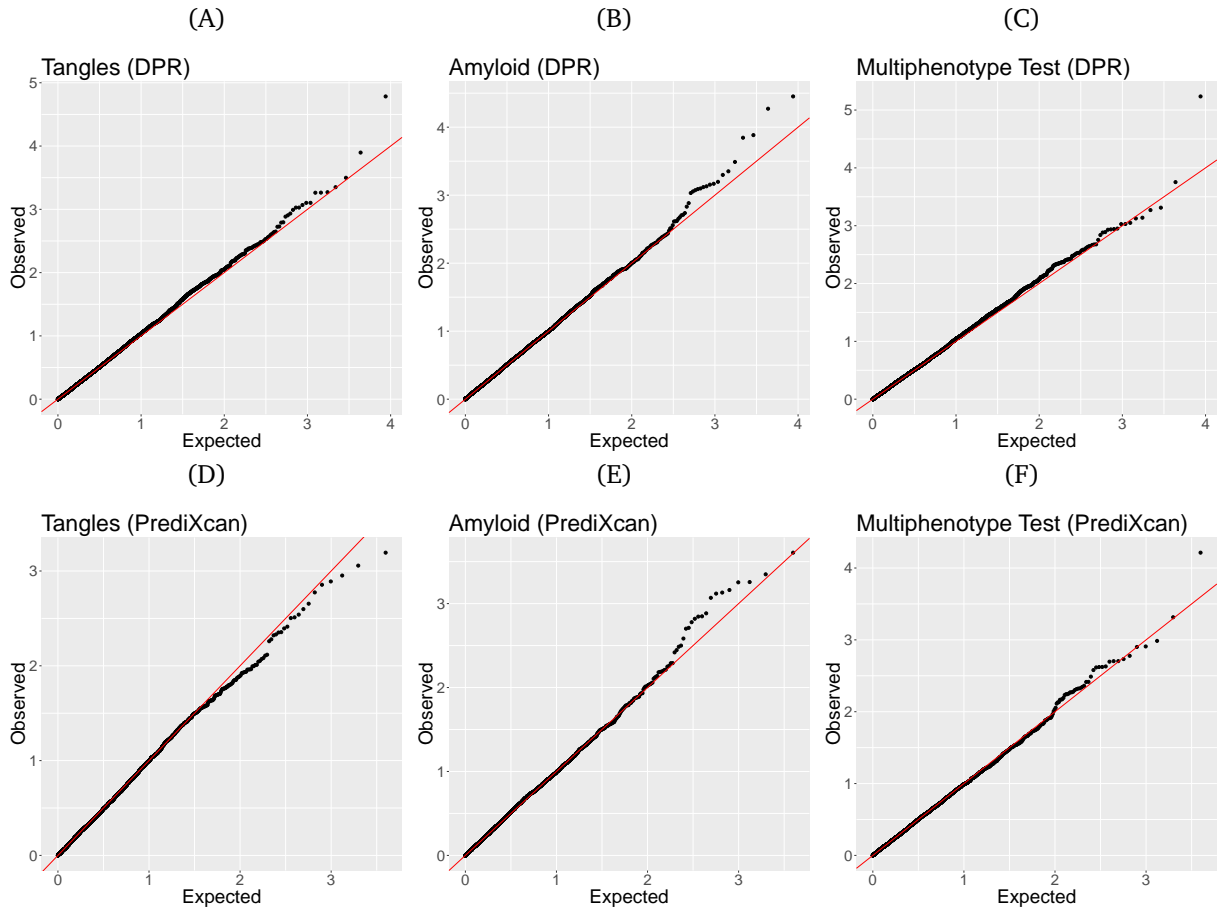 (A)
(B)
(C)
Tangles (DPR)
Amyloid (DPR)
Multiphenotype Test (DPR)
5
4
3
2
1
0
Observed
0 1 2 3 4
Expected
4
3
2
1
0
Observed
0 1 2 3 4
Expected
5
4
3
2
1
0
Observed
0 1 2 3 4
Expected
(D)
(E)
(F)
Tangles (PrediXcan)
Amyloid (PrediXcan)
Multiphenotype Test (PrediXcan)
3
2
1
0
Observed
0 1 2 3
Expected
3
2
1
0
Observed
0 1 2 3
Expected
4
3
2
1
0
Observed
0 1 2 3
Expected